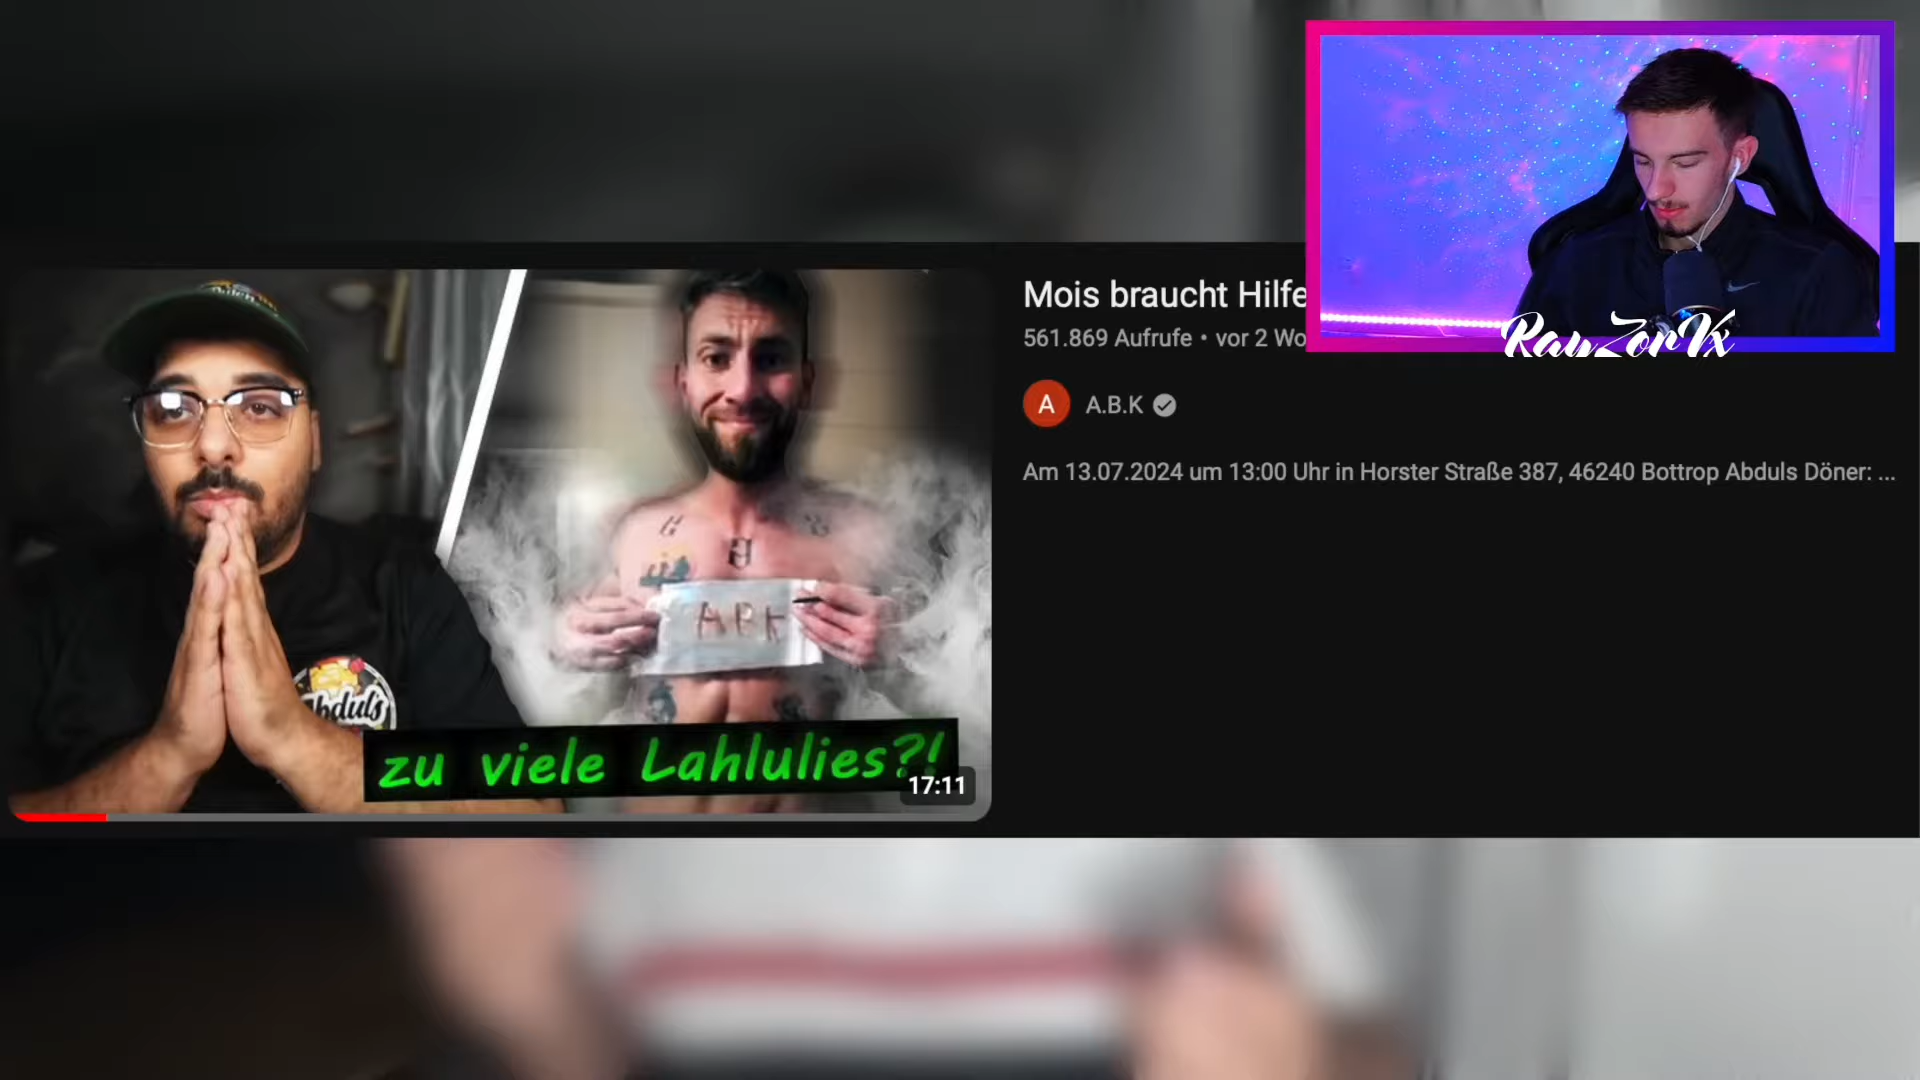 Mois braucht Hilfe
561.869 Aufrufe • vor 2 Wo
RayZorVx
A
A.B.K
Am 13.07.2024 um 13:00 Uhr in Horster Straße 387, 46240 Bottrop Abduls Döner: ...
ABK
Abduls
zu viele Lahlulies?!
17:11